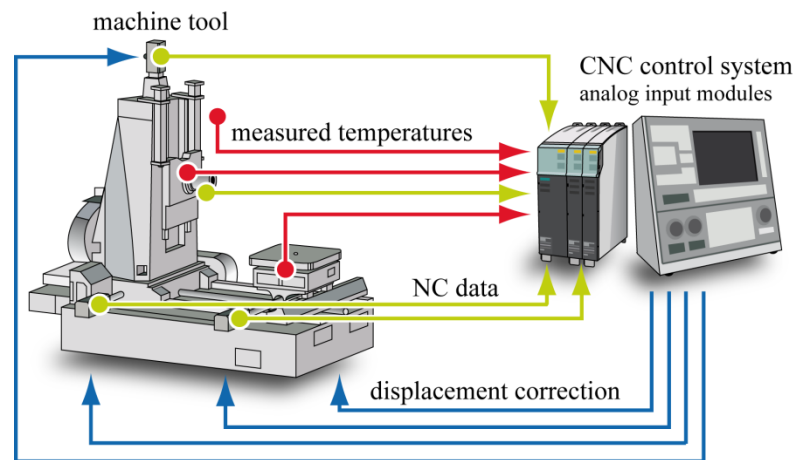 machine tool
CNC control system
analog input modules
measured temperatures
NC data
displacement correction